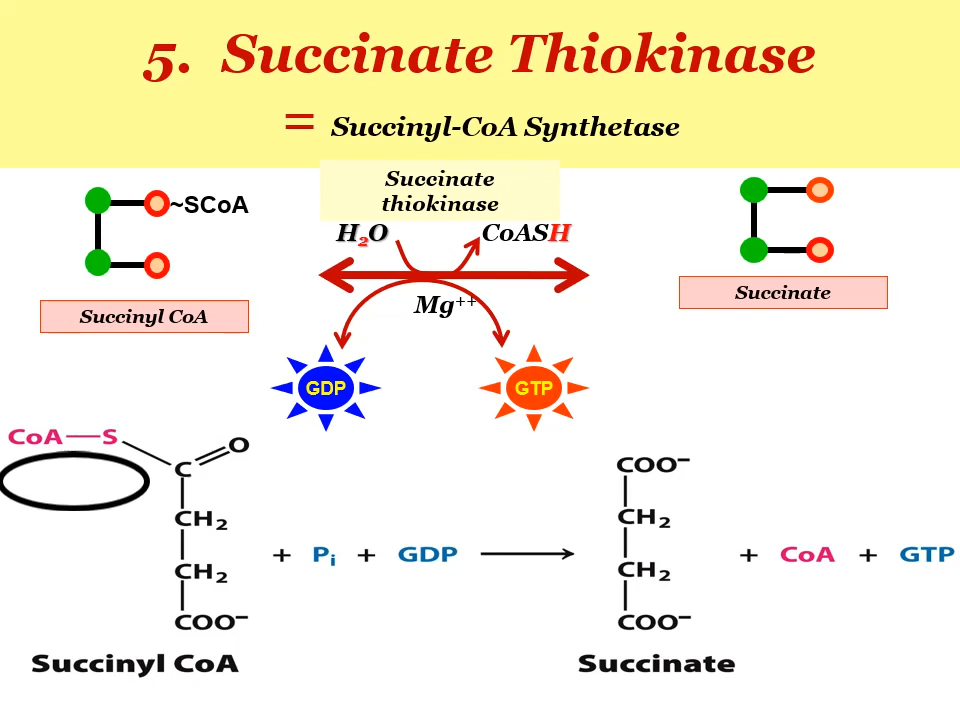 5. Succinate Thiokinase
= Succinyl-CoA Synthetase
Succinate
thiokinase
~SCoA
H₂O
CoASH
Mg⁺⁺
Succinyl CoA
Succinate
GDP
GTP
CoA—S
O
C
CH₂
CH₂
COO⁻
+ Pᵢ + GDP
COO⁻
CH₂
CH₂
COO⁻
+ CoA + GTP
Succinyl CoA
Succinate